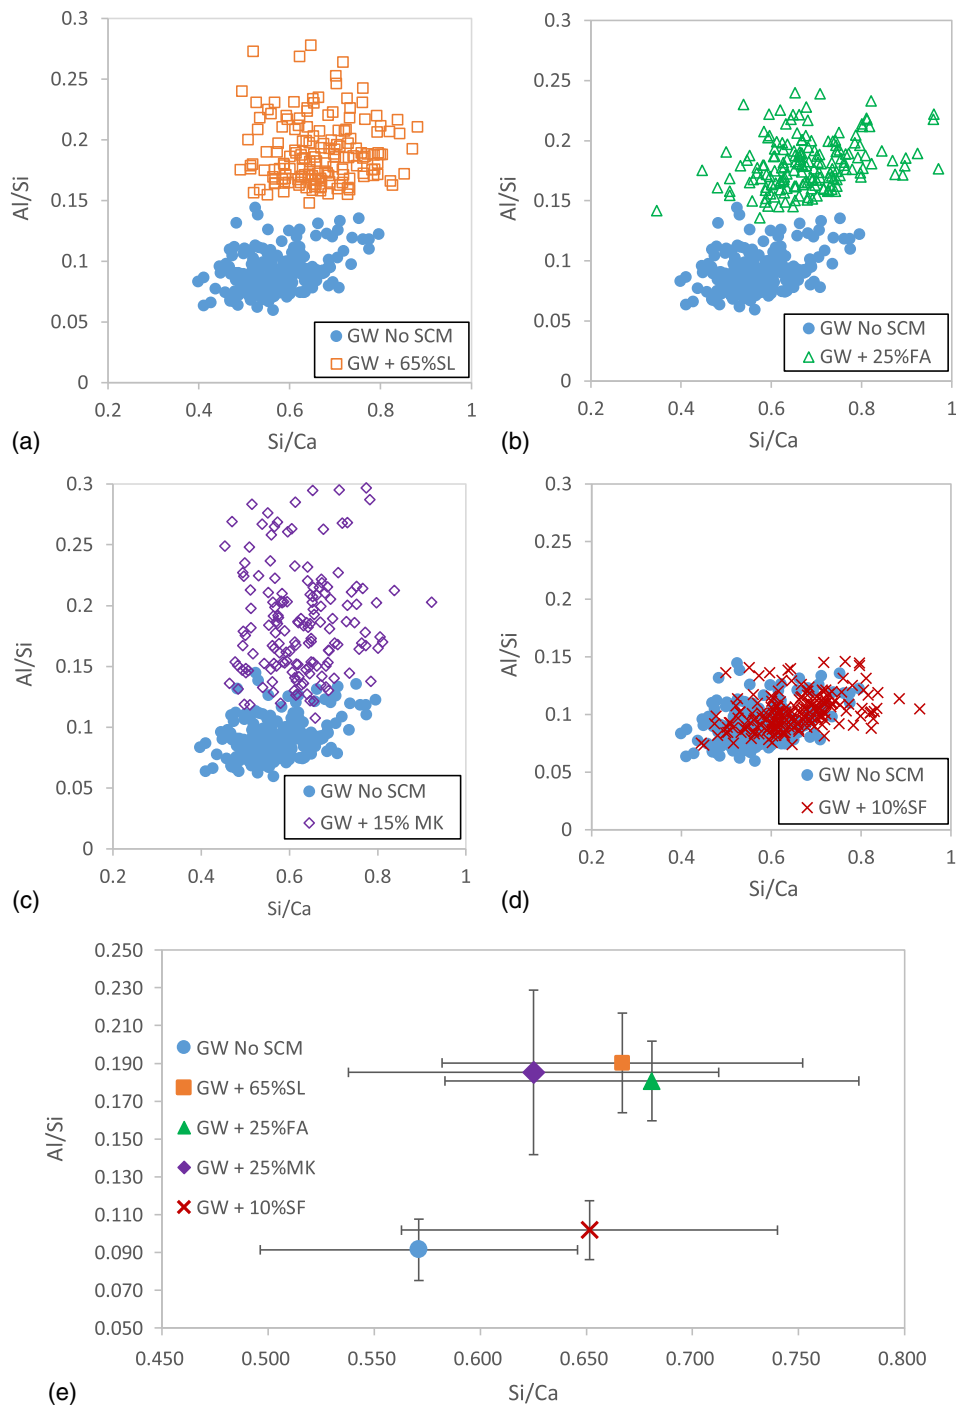 0.3
0.25
0.2
0.15
0.1
0.05
0
Al/Si
0.2 0.4 0.6 0.8 1
Si/Ca
GW No SCM
GW + 65%SL
(a)
0.3
0.25
0.2
0.15
0.1
0.05
0
Al/Si
0.2 0.4 0.6 0.8 1
Si/Ca
GW No SCM
GW + 25%FA
(b)
0.3
0.25
0.2
0.15
0.1
0.05
0
Al/Si
0.2 0.4 0.6 0.8 1
Si/Ca
GW No SCM
GW + 15% MK
(c)
0.3
0.25
0.2
0.15
0.1
0.05
0
Al/Si
0.2 0.4 0.6 0.8 1
Si/Ca
GW No SCM
GW + 10%SF
(d)
0.250
0.230
0.210
0.190
0.170
0.150
0.130
0.110
0.090
0.070
0.050
Al/Si
GW No SCM
GW + 65%SL
GW + 25%FA
GW + 25%MK
GW + 10%SF
0.450 0.500 0.550 0.600 0.650 0.700 0.750 0.800
Si/Ca
(e)